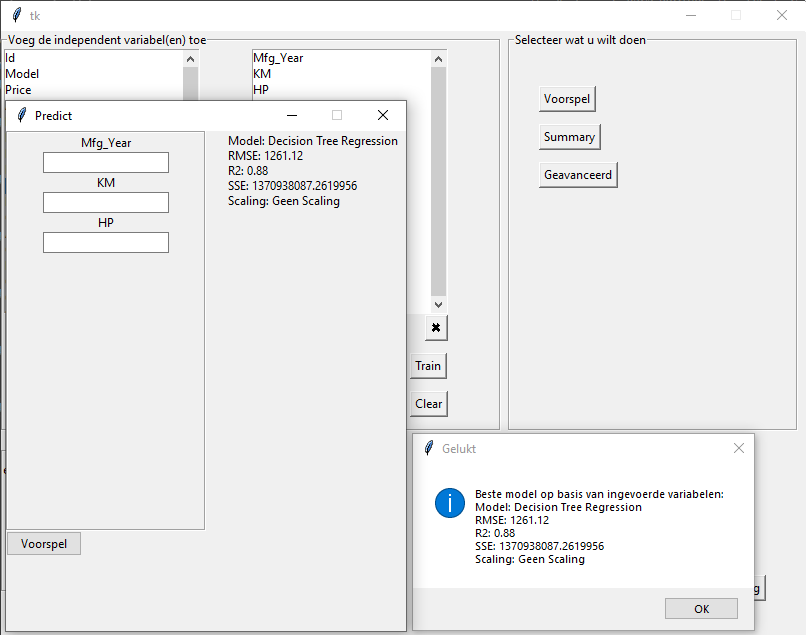 tk
Voeg de independent variabel(en) toe
Id
Model
Price
Mfg_Year
KM
HP
Selecteer wat u wilt doen
Voorspel
Summary
Geavanceerd
Predict
Mfg_Year
KM
HP
Model: Decision Tree Regression
RMSE: 1261.12
R2: 0.88
SSE: 1370938087.2619956
Scaling: Geen Scaling
Train
Clear
Voorspel
Gelukt
Beste model op basis van ingevoerde variabelen:
Model: Decision Tree Regression
RMSE: 1261.12
R2: 0.88
SSE: 1370938087.2619956
Scaling: Geen Scaling
OK